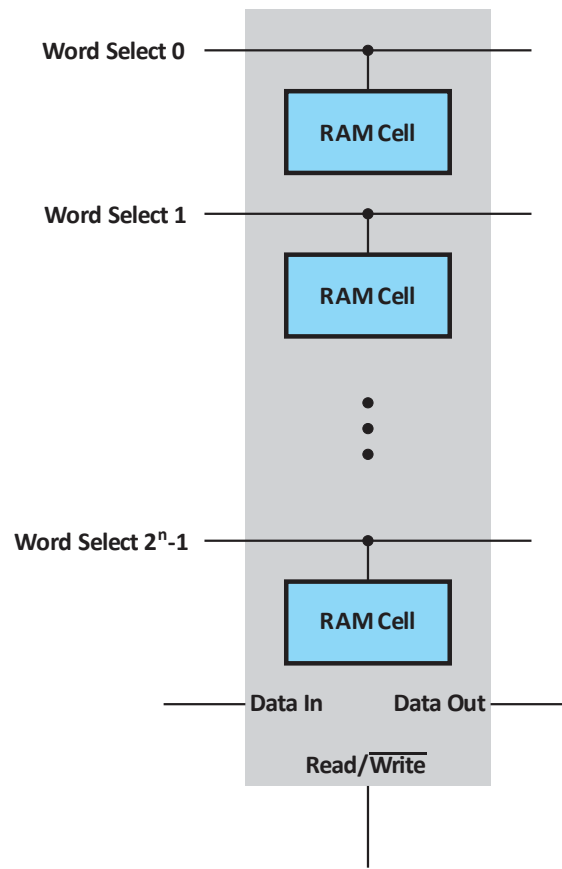 Word Select 0
RAM Cell
Word Select 1
RAM Cell
Word Select 2ⁿ-1
RAM Cell
Data In Data Out
Read/W̅r̅i̅t̅e̅